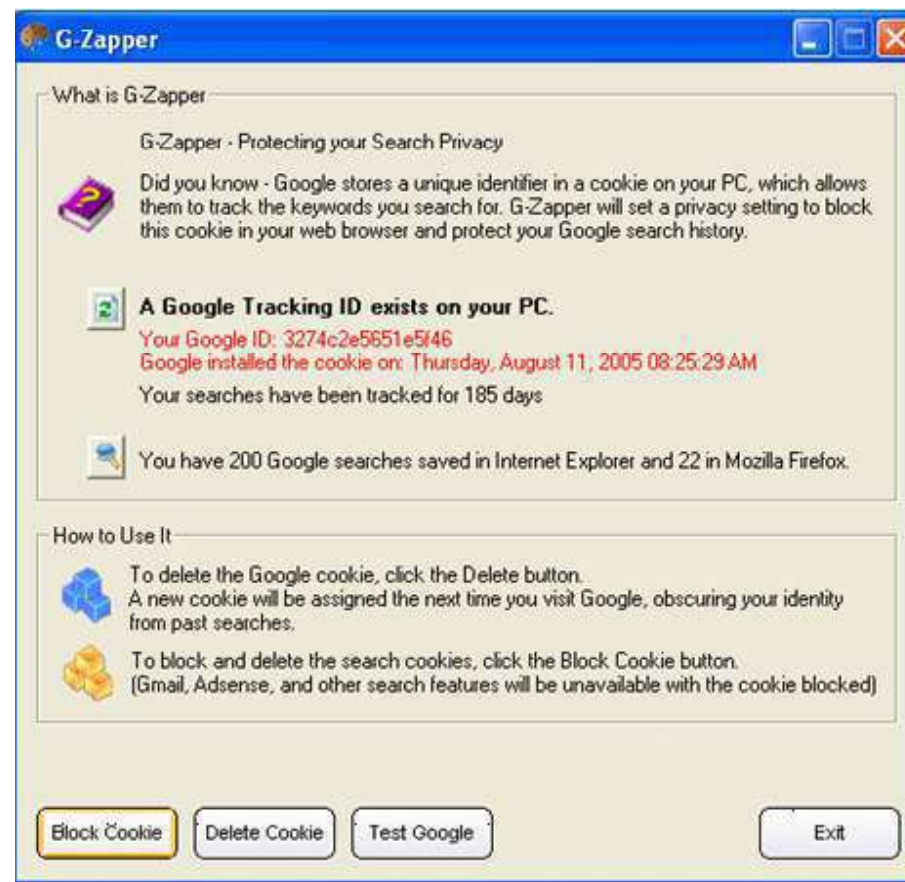 G-Zapper
What is G-Zapper
G-Zapper - Protecting your Search Privacy
Did you know - Google stores a unique identifier in a cookie on your PC, which allows
them to track the keywords you search for. G-Zapper will set a privacy setting to block
this cookie in your web browser and protect your Google search history.
A Google Tracking ID exists on your PC.
Your Google ID: 3274c2e5651e5f46
Google installed the cookie on: Thursday, August 11, 2005 08:25:29 AM
Your searches have been tracked for 185 days
You have 200 Google searches saved in Internet Explorer and 22 in Mozilla Firefox.
How to Use It
To delete the Google cookie, click the Delete button.
A new cookie will be assigned the next time you visit Google, obscuring your identity
from past searches.
To block and delete the search cookies, click the Block Cookie button.
(Gmail, Adsense, and other search features will be unavailable with the cookie blocked)
Block Cookie
Delete Cookie
Test Google
Exit